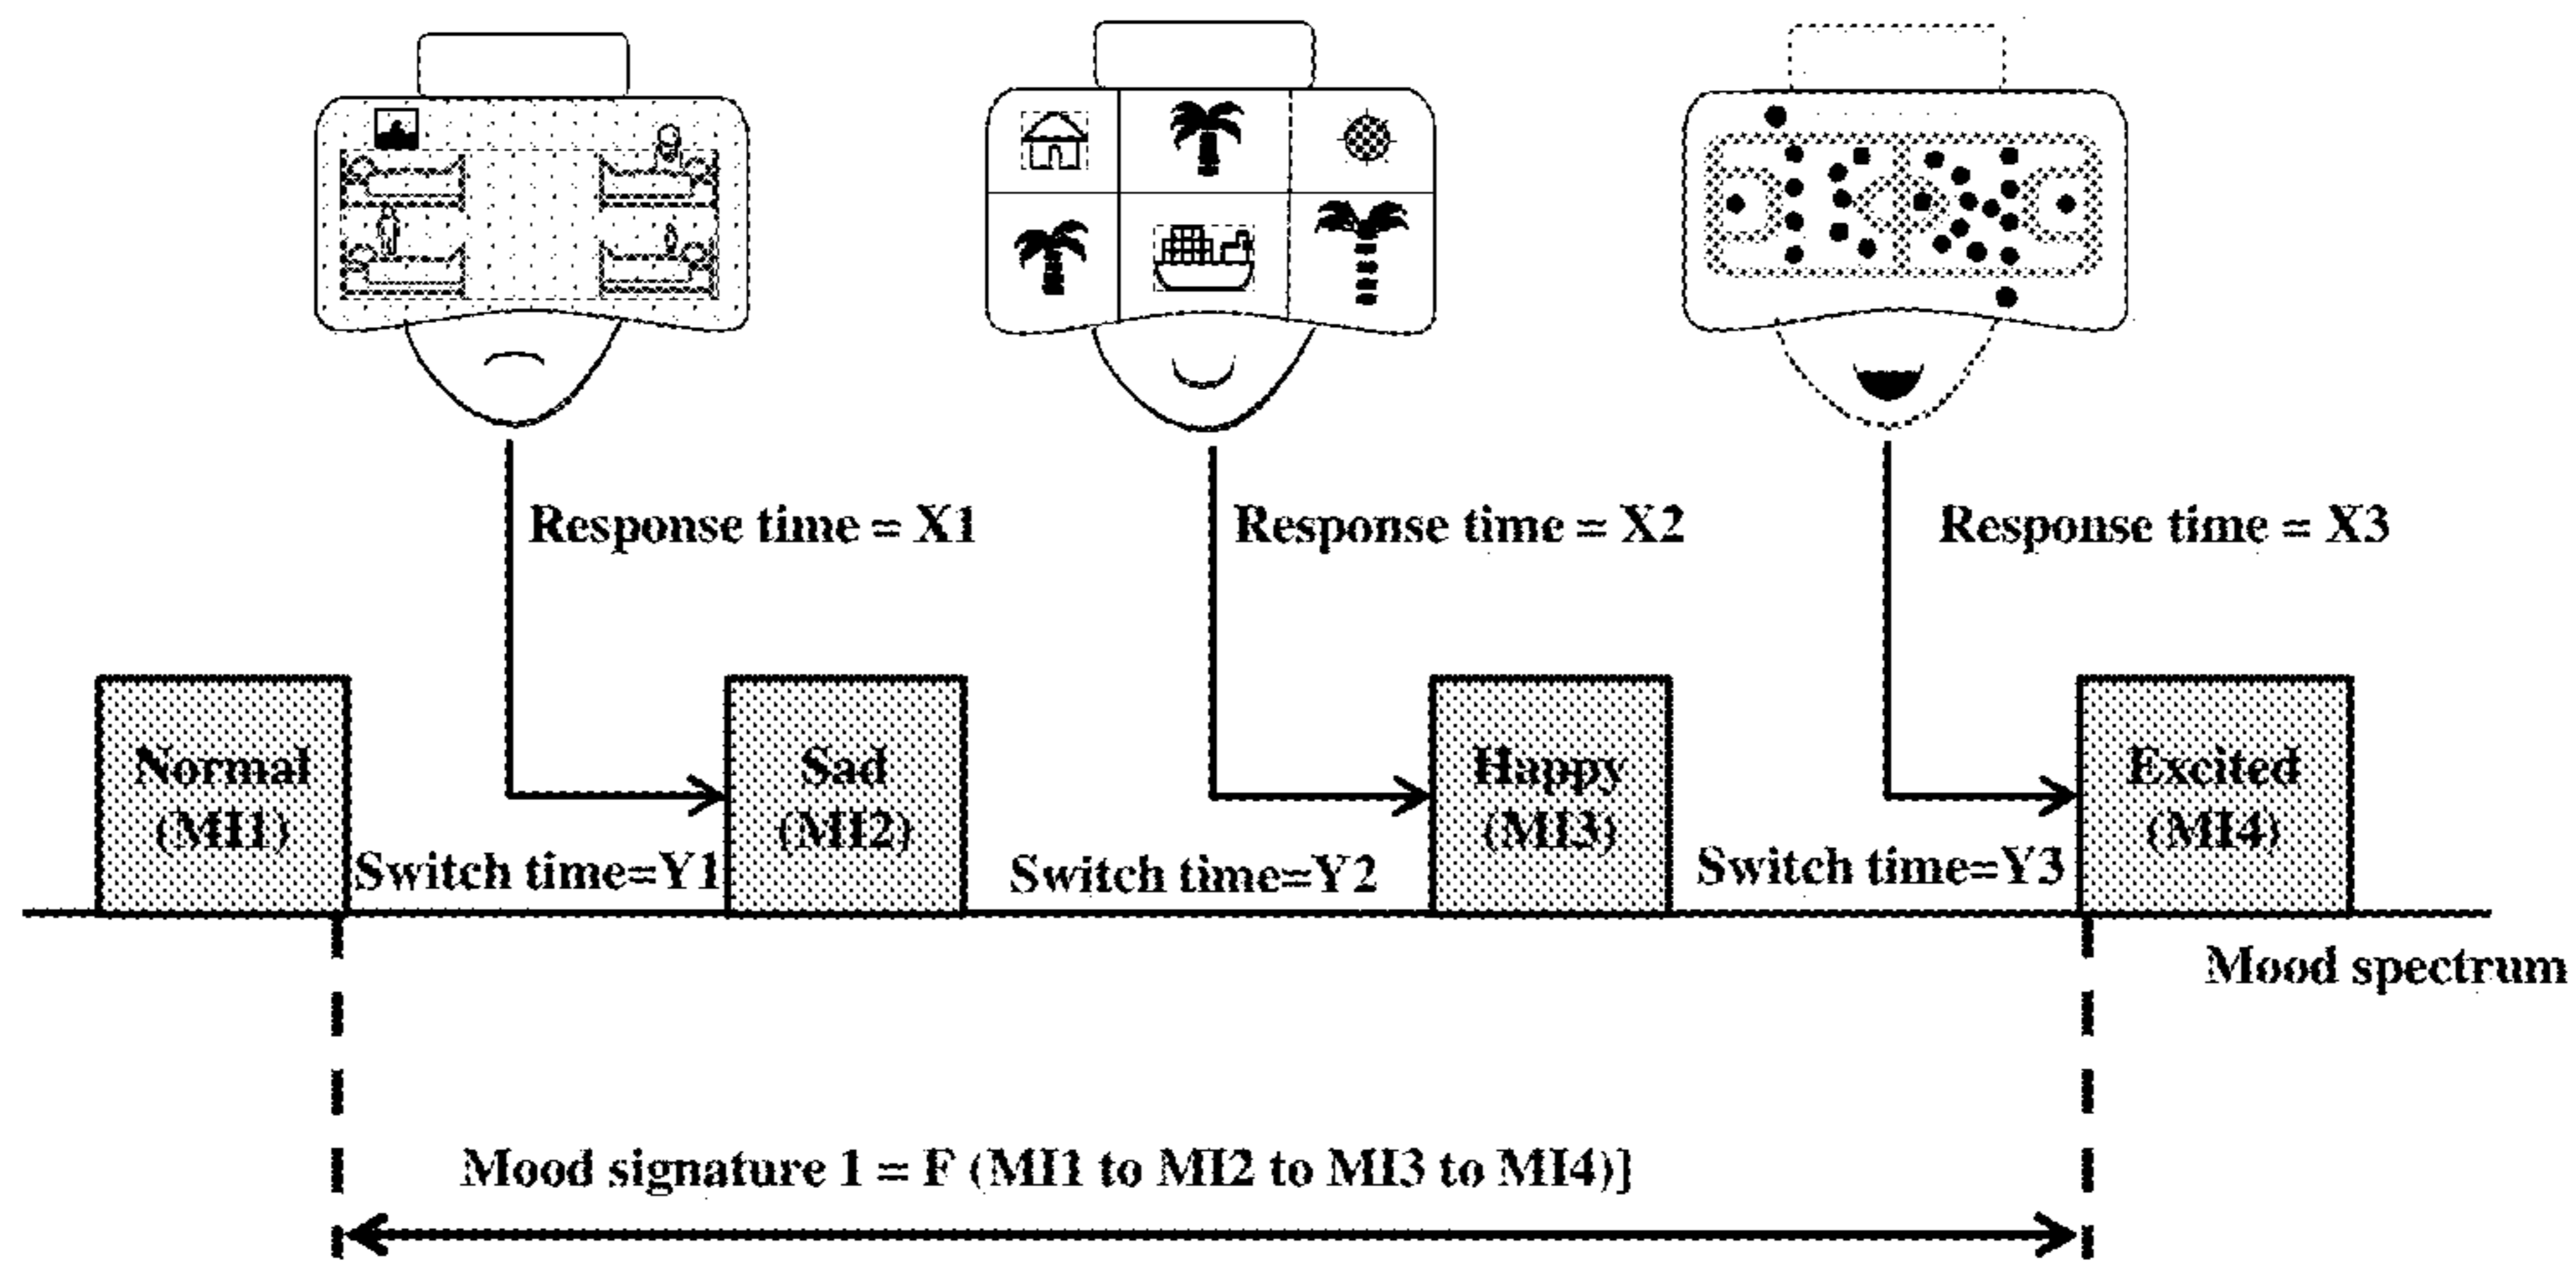 Response time = X1
Response time = X2
Response time = X3
Normal
(MI1)
Switch time=Y1
Sad
(MI2)
Switch time=Y2
Happy
(MI3)
Switch time=Y3
Excited
(MI4)
Mood spectrum
Mood signature 1 = F (MI1 to MI2 to MI3 to MI4)]